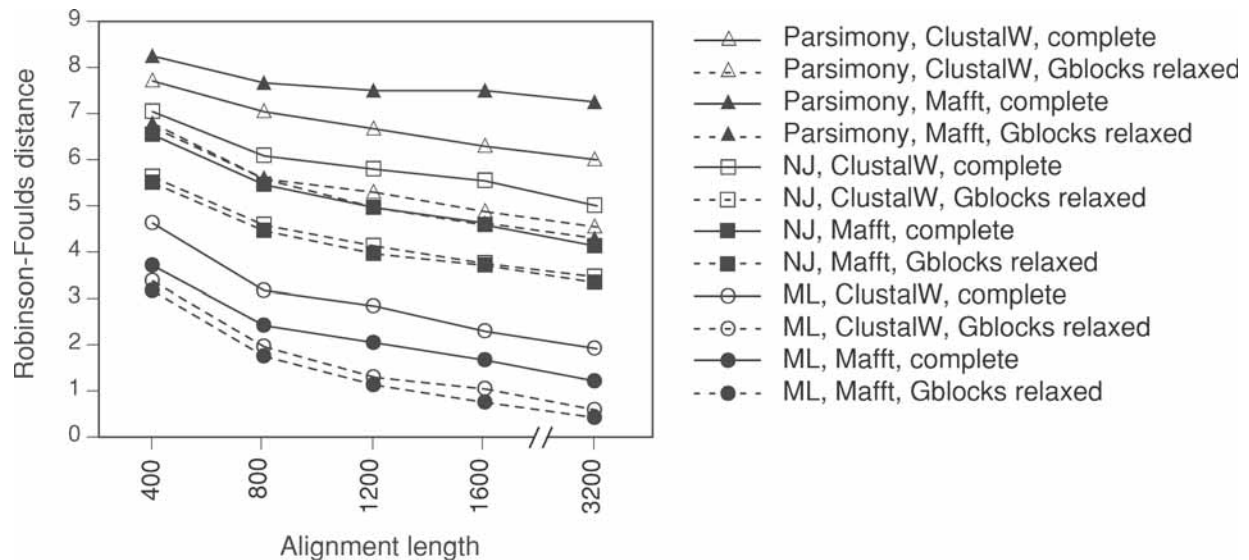 Robinson-Foulds distance
9
8
7
6
5
4
3
2
1
0
400
800
1200
1600
3200
Alignment length
Parsimony, ClustalW, complete
Parsimony, ClustalW, Gblocks relaxed
Parsimony, Mafft, complete
Parsimony, Mafft, Gblocks relaxed
NJ, ClustalW, complete
NJ, ClustalW, Gblocks relaxed
NJ, Mafft, complete
NJ, Mafft, Gblocks relaxed
ML, ClustalW, complete
ML, ClustalW, Gblocks relaxed
ML, Mafft, complete
ML, Mafft, Gblocks relaxed